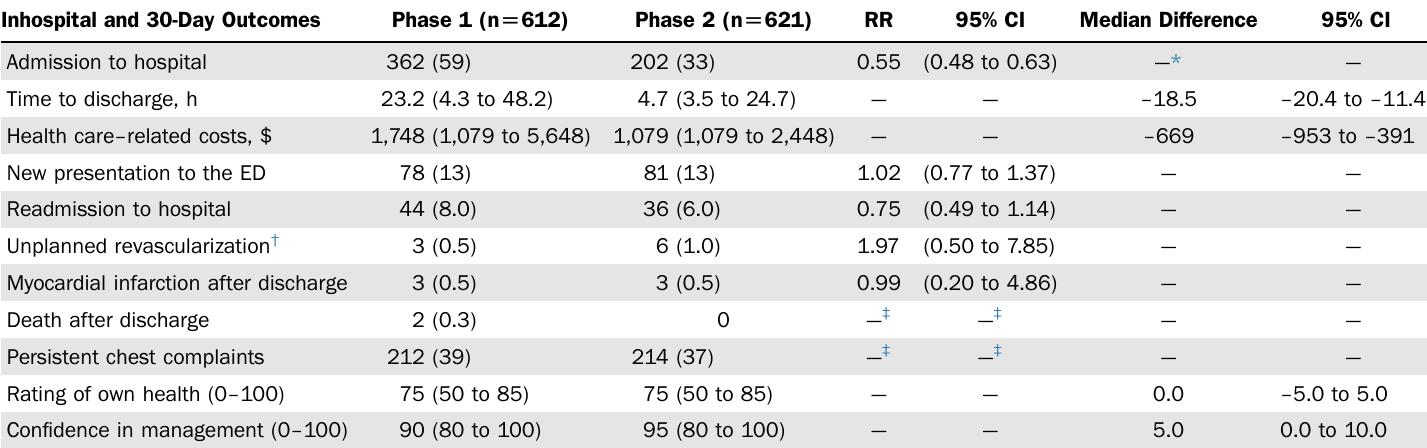 Inhospital and 30-Day Outcomes Phase 1 (n=612) Phase 2 (n=621) RR 95% CI Median Difference 95% CI
Admission to hospital 362 (59) 202 (33) 0.55 (0.48 to 0.63) —* —
Time to discharge, h 23.2 (4.3 to 48.2) 4.7 (3.5 to 24.7) — — –18.5 –20.4 to –11.4
Health care–related costs, $ 1,748 (1,079 to 5,648) 1,079 (1,079 to 2,448) — — –669 –953 to –391
New presentation to the ED 78 (13) 81 (13) 1.02 (0.77 to 1.37) — —
Readmission to hospital 44 (8.0) 36 (6.0) 0.75 (0.49 to 1.14) — —
Unplanned revascularization† 3 (0.5) 6 (1.0) 1.97 (0.50 to 7.85) — —
Myocardial infarction after discharge 3 (0.5) 3 (0.5) 0.99 (0.20 to 4.86) — —
Death after discharge 2 (0.3) 0 —‡ —‡ — —
Persistent chest complaints 212 (39) 214 (37) —‡ —‡ — —
Rating of own health (0–100) 75 (50 to 85) 75 (50 to 85) — — 0.0 –5.0 to 5.0
Confidence in management (0–100) 90 (80 to 100) 95 (80 to 100) — — 5.0 0.0 to 10.0